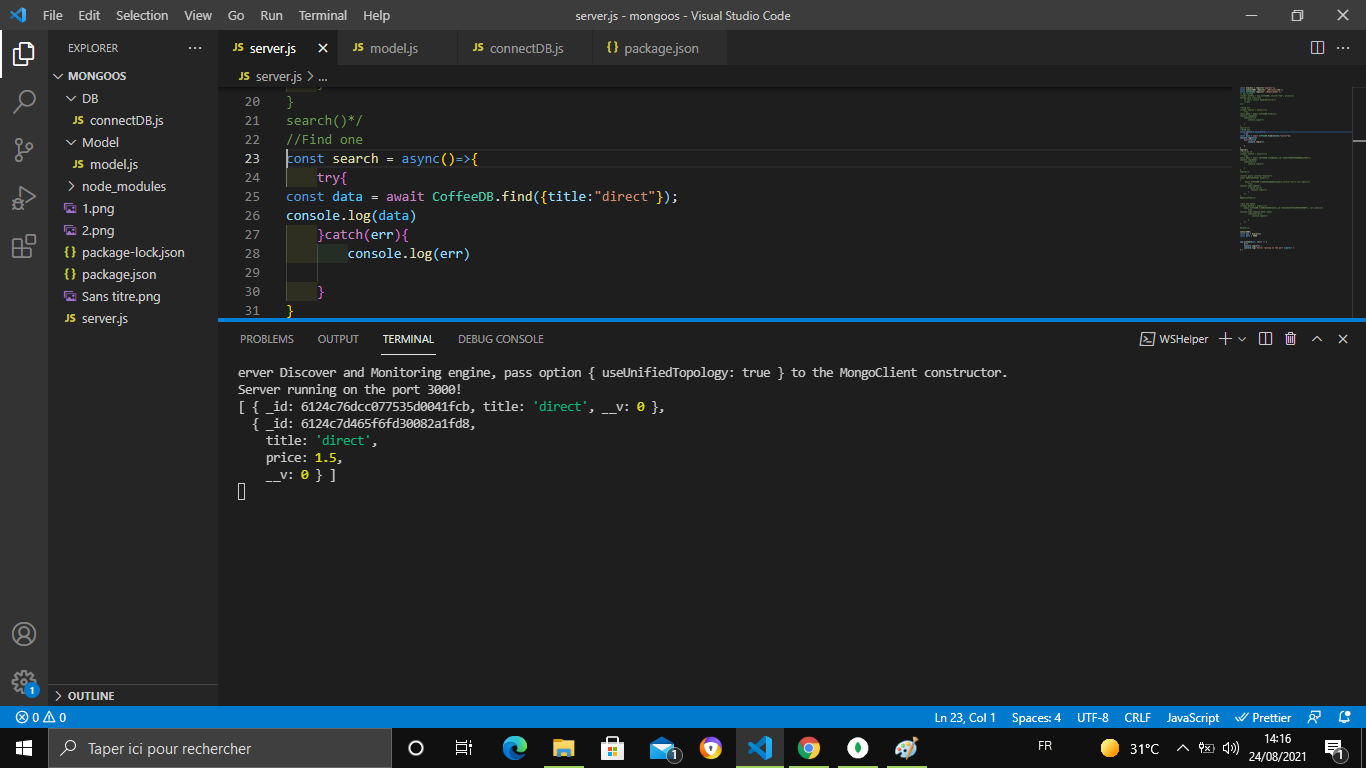 File Edit Selection View Go Run Terminal Help server.js - mongoos - Visual Studio Code
EXPLORER
JS server.js JS model.js JS connectDB.js {} package.json
JS server.js > ...
MONGOOS
DB
JS connectDB.js
Model
JS model.js
node_modules
1.png
2.png
{} package-lock.json
{} package.json
Sans titre.png
JS server.js
OUTLINE
20 }
21 search()*/
22 //Find one
23 const search = async()=>{
24 try{
25 const data = await CoffeeDB.find({title:"direct"});
26 console.log(data)
27 }catch(err){
28 console.log(err)
29
30 }
31 }
PROBLEMS OUTPUT TERMINAL DEBUG CONSOLE WSHelper
erver Discover and Monitoring engine, pass option { useUnifiedTopology: true } to the MongoClient constructor.
Server running on the port 3000!
[ { _id: 6124c76dcc077535d0041fcb, title: 'direct', __v: 0 },
{ _id: 6124c7d465f6fd30082a1fd8,
title: 'direct',
price: 1.5,
__v: 0 } ]
1
0 0 Ln 23, Col 1 Spaces: 4 UTF-8 CRLF JavaScript Prettier
Taper ici pour rechercher 1 FR 31°C 14:16
24/08/2021 1